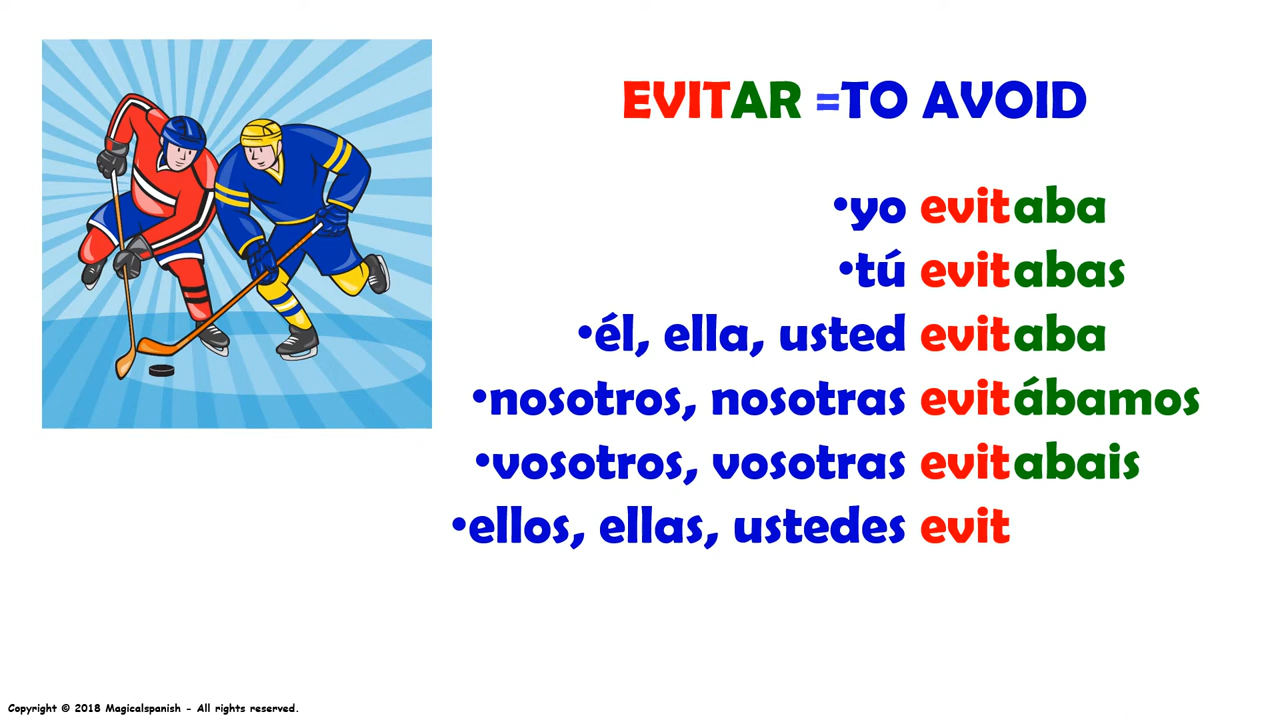 EVITAR =TO AVOID
•yo evitaba
•tú evitabas
•él, ella, usted evitaba
•nosotros, nosotras evitábamos
•vosotros, vosotras evitabais
•ellos, ellas, ustedes evit
Copyright © 2018 Magicalspanish - All rights reserved.